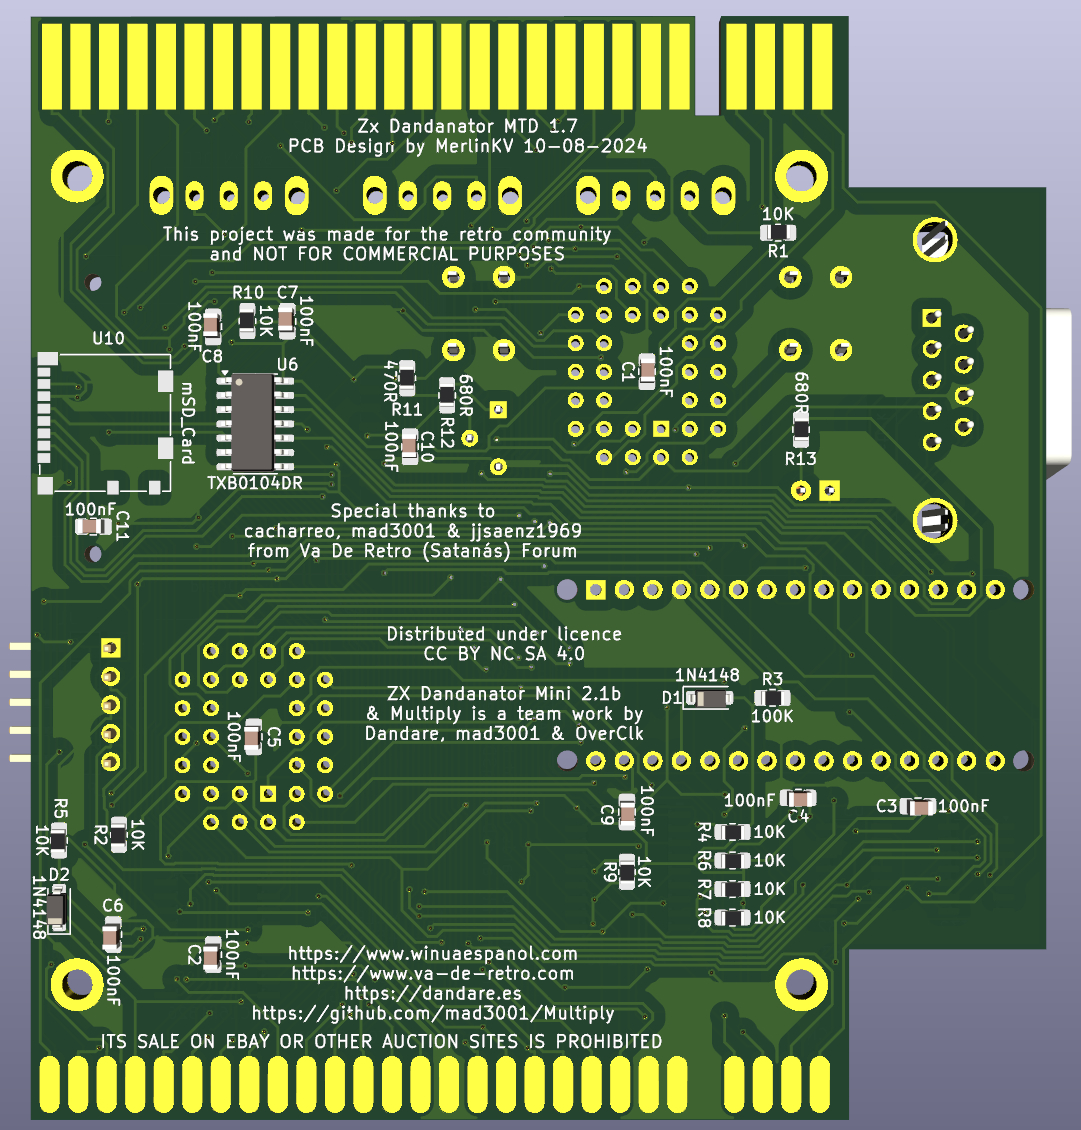 Zx Dandanator MTD 1.7
PCB Design by MerlinKV 10-08-2024
This project was made for the retro community
and NOT FOR COMMERCIAL PURPOSES
10K
R1
R10
C7
100nF
10K
100nF
C8
U10
U6
mSD_Card
TXB0104DR
470R
R11
680R
R12
100nF
C10
C1
100nF
680R
R13
100nF
C11
Special thanks to
cacharreo, mad3001 & jjsaenz1969
from Va De Retro (Satanás) Forum
Distributed under licence
CC BY NC SA 4.0
ZX Dandanator Mini 2.1b
& Multiply is a team work by
Dandare, mad3001 & OverClk
1N4148
D1
R3
100K
100nF
C5
R5
10K
R2
10K
C9
100nF
R9
10K
100nF
C4
C3
100nF
R4
10K
R6
10K
R7
10K
R8
10K
D2
1N4148
C6
100nF
C2
100nF
https://www.winuaespanol.com
https://www.va-de-retro.com
https://dandare.es
https://github.com/mad3001/Multiply
ITS SALE ON EBAY OR OTHER AUCTION SITES IS PROHIBITED